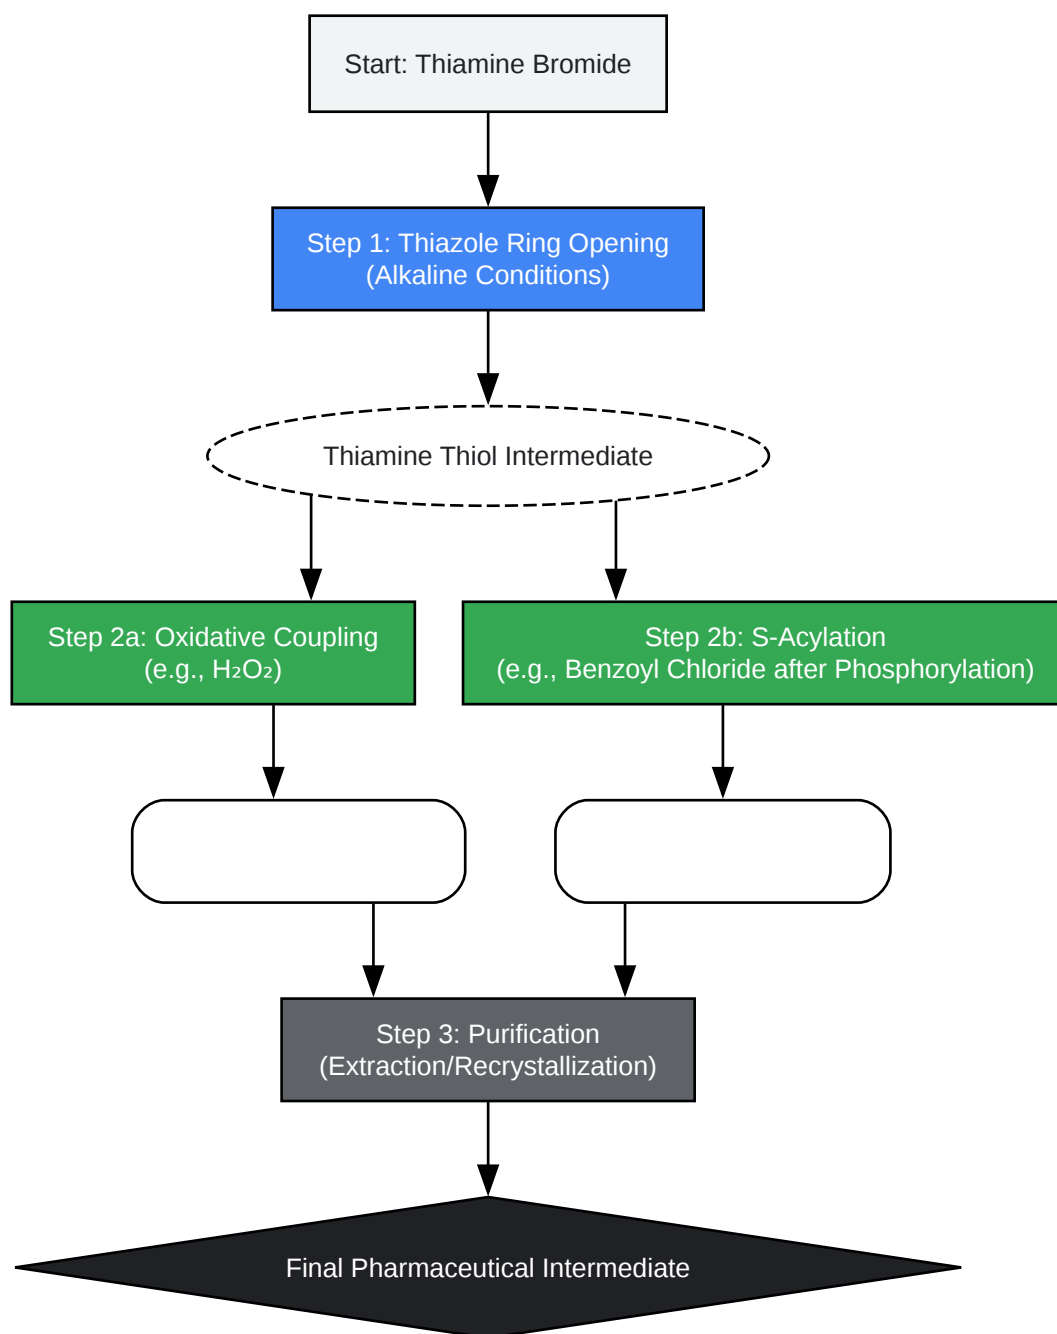 Start: Thiamine Bromide
Step 1: Thiazole Ring Opening
(Alkaline Conditions)
Thiamine Thiol Intermediate
Step 2a: Oxidative Coupling
(e.g., H₂O₂)
Step 2b: S-Acylation
(e.g., Benzoyl Chloride after Phosphorylation)
Step 3: Purification
(Extraction/Recrystallization)
Final Pharmaceutical Intermediate